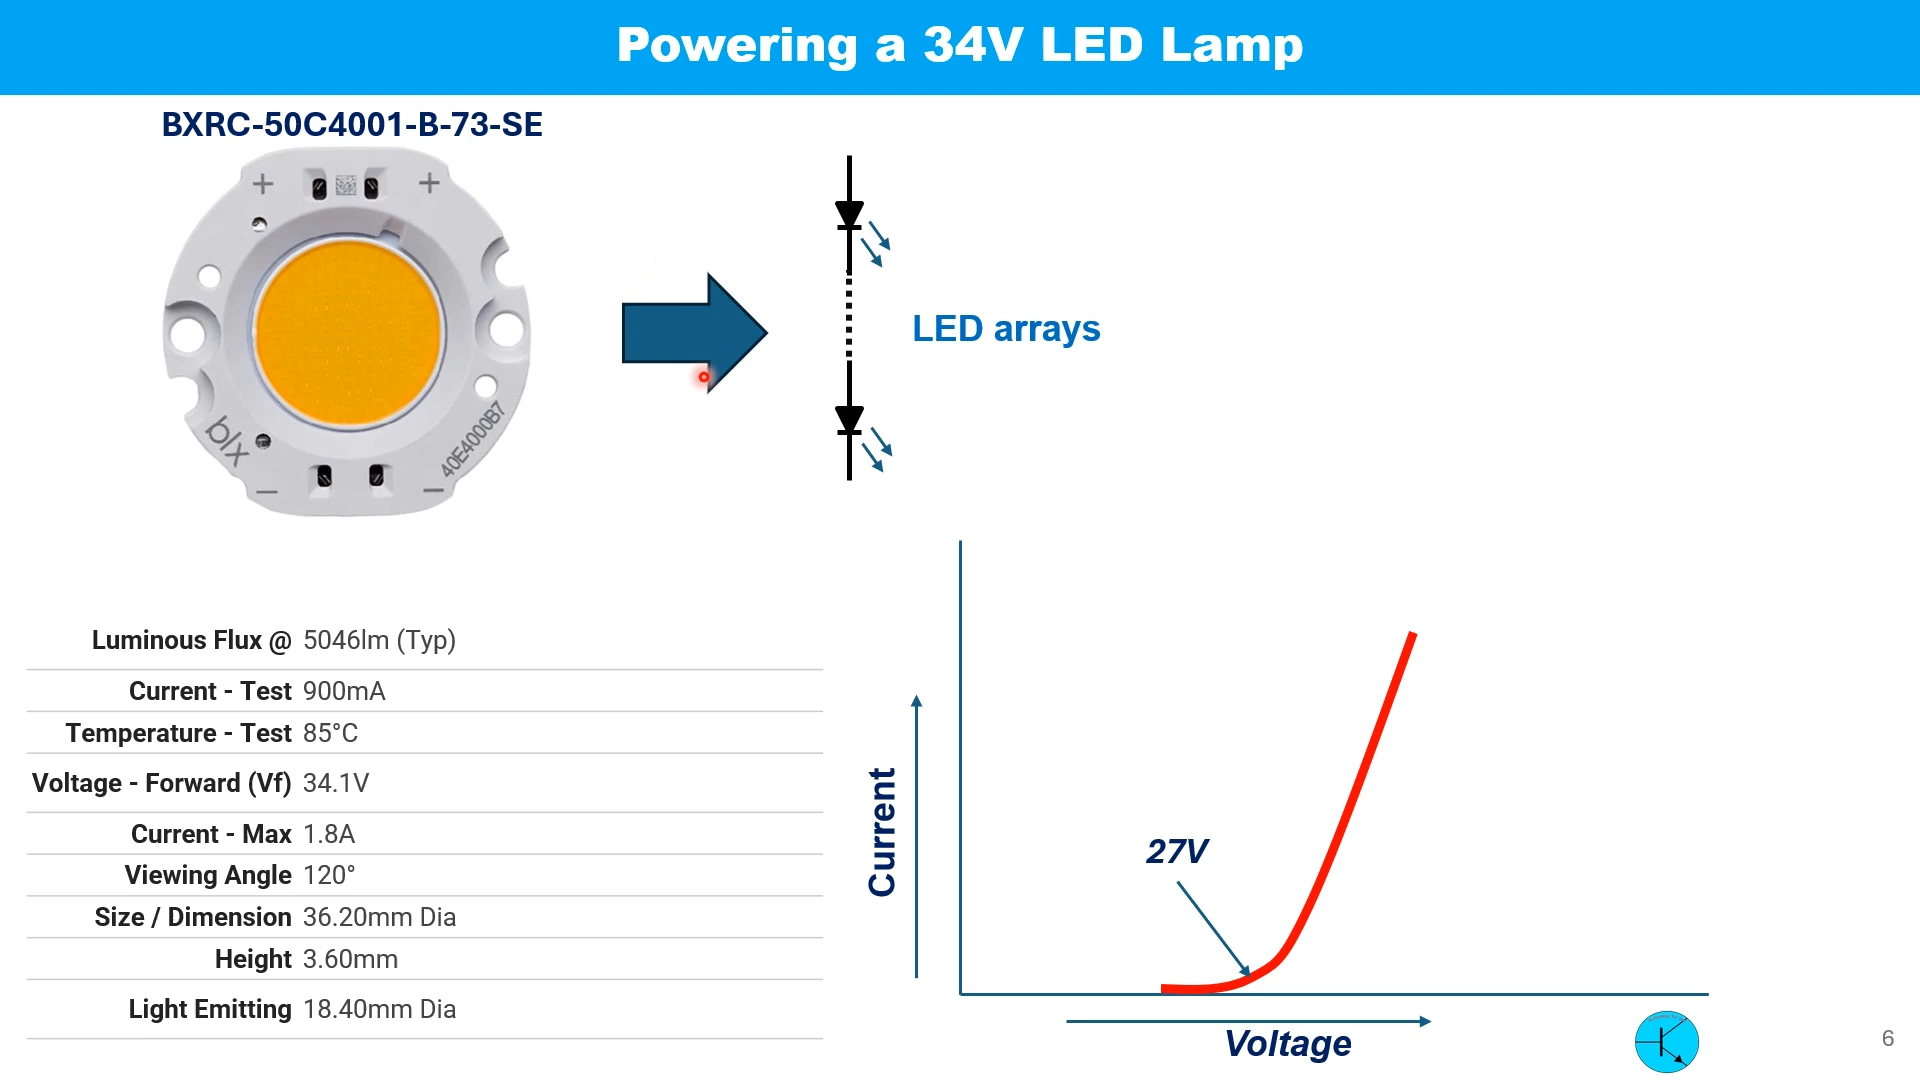 Powering a 34V LED Lamp
BXRC-50C4001-B-73-SE
+ +
blx
40E4000B7
− −
LED arrays
Luminous Flux @ 5046lm (Typ)
Current - Test 900mA
Temperature - Test 85°C
Voltage - Forward (Vf) 34.1V
Current - Max 1.8A
Viewing Angle 120°
Size / Dimension 36.20mm Dia
Height 3.60mm
Light Emitting 18.40mm Dia
Current
27V
Voltage
6